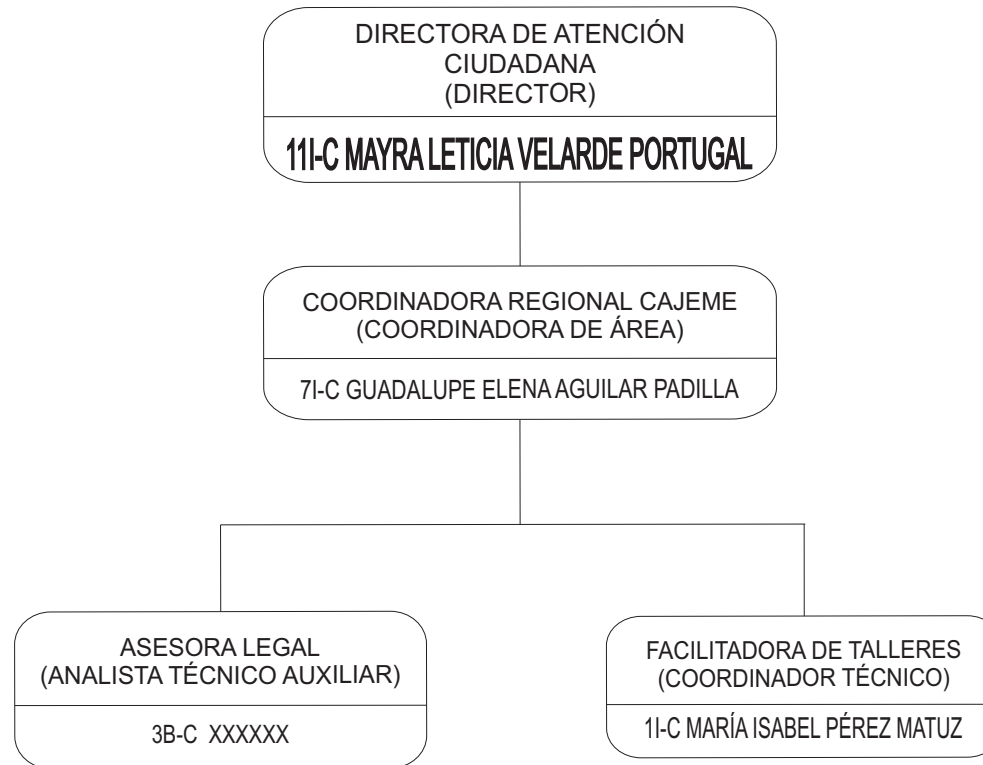 DIRECTORA DE ATENCIÓN
CIUDADANA
(DIRECTOR)
11I-C MAYRA LETICIA VELARDE PORTUGAL
COORDINADORA REGIONAL CAJEME
(COORDINADORA DE ÁREA)
7I-C GUADALUPE ELENA AGUILAR PADILLA
ASESORA LEGAL
(ANALISTA TÉCNICO AUXILIAR)
3B-C XXXXXX
FACILITADORA DE TALLERES
(COORDINADOR TÉCNICO)
1I-C MARÍA ISABEL PÉREZ MATUZ